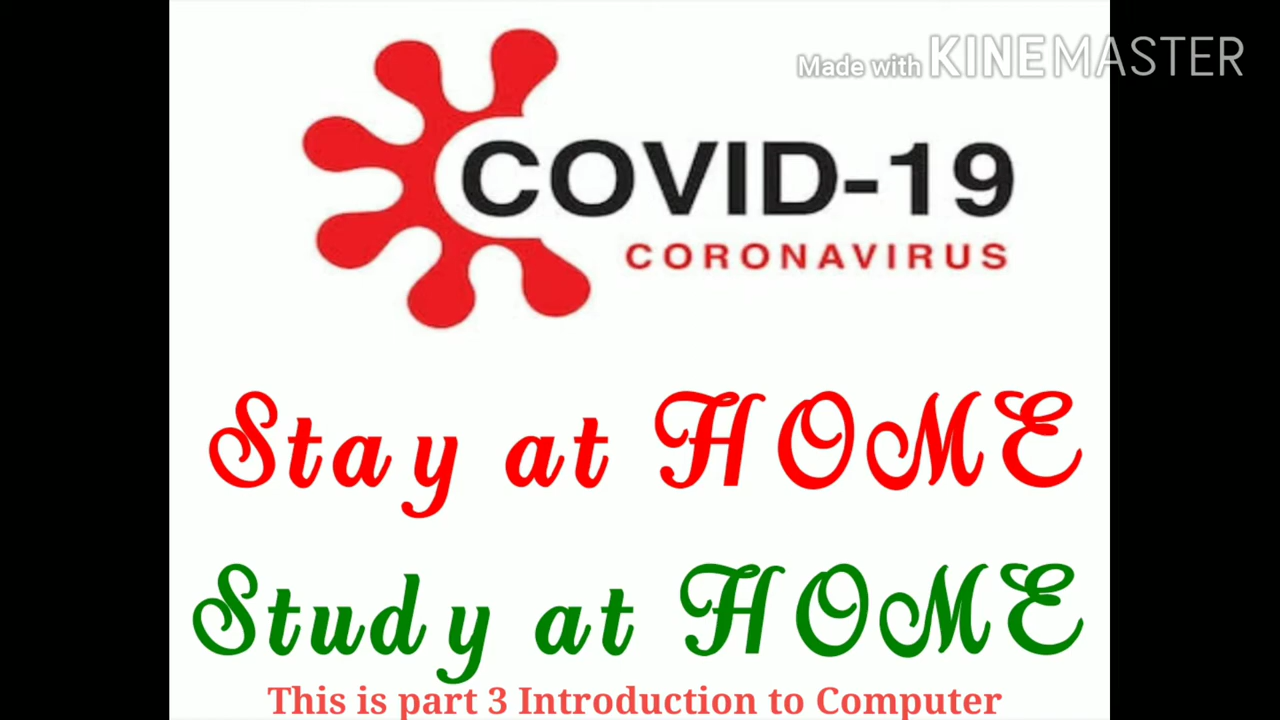 Made with KINEMASTER
COVID-19
CORONAVIRUS
Stay at HOME
Study at HOME
This is part 3 Introduction to Computer